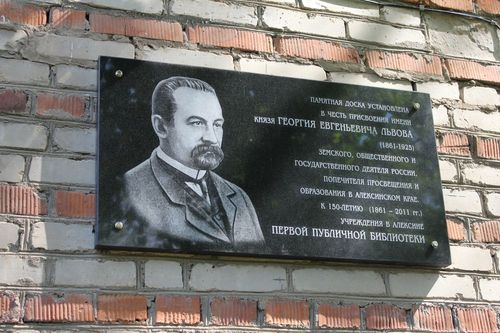 ПАМЯТНАЯ ДОСКА УСТАНОВЛЕНА
В ЧЕСТЬ ПРИСВОЕНИЯ ИМЕНИ
КНЯЗЯ ГЕОРГИЯ ЕВГЕНЬЕВИЧА ЛЬВОВА
(1861-1925)
ЗЕМСКОГО, ОБЩЕСТВЕННОГО И
ГОСУДАРСТВЕННОГО ДЕЯТЕЛЯ РОССИИ,
ПОПЕЧИТЕЛЯ ПРОСВЕЩЕНИЯ И
ОБРАЗОВАНИЯ В АЛЕКСИНСКОМ КРАЕ,
К 150-ЛЕТИЮ (1861 – 2011 гг.)
УЧРЕЖДЕНИЯ В АЛЕКСИНЕ
ПЕРВОЙ ПУБЛИЧНОЙ БИБЛИОТЕКИ